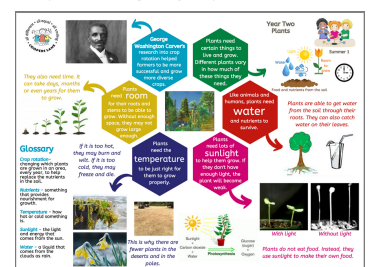 George
Washington Carver's
research into crop
rotation helped
farmers to be more
successful and grow
more diverse
crops.
Plants need
certain things to
live and grow.
Different plants vary
in how much of
these things they
need.
Year Two
Plants
Summer 1
They also need time. It
can take days, months
or even years for them
to grow.
Plants
need room
for their roots and
stems to be able to
grow. Without enough
space, they may not
grow large
enough.
Like animals and
humans, plants need
water
and nutrients to
survive.
Plants are able to get water
from the soil through their
roots. They can also catch
water on their leaves.
If it is too hot, they
may burn and
wilt. If it is too
cold, they may
freeze and die.
Plants
need the
temperature
to be just right for
them to grow
properly.
Plants
need lots of
sunlight
to help them grow. If
they don't have
enough light, the
plant will become
weak.
Glossary
Crop rotation –
changing which plants
are grown in an area,
every year, to help
replace the nutrients
in the soil.
Nutrients – something
that provides
nourishment for
growth.
Temperature – how
hot or cold something
is.
Sunlight – the light
and energy that
comes from the sun.
Water – a liquid that
comes from the
clouds as rain.
This is why there are
fewer plants in the
deserts and in the
poles.
Sunlight
Carbon dioxide
Water
Photosynthesis
Glucose
(sugar)
Oxygen
With light
Without light
Plants do not eat food. Instead, they
use sunlight to make their own food.